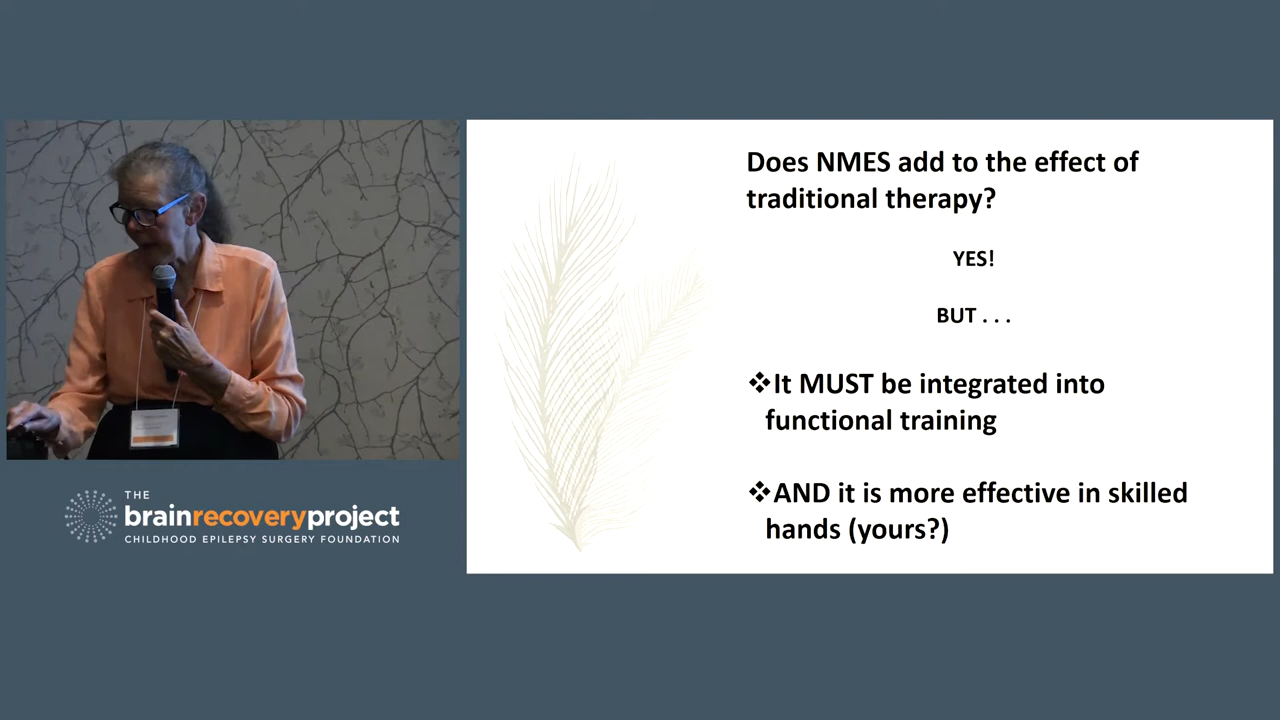 Does NMES add to the effect of
traditional therapy?
YES!
BUT . . .
❖It MUST be integrated into
functional training
❖AND it is more effective in skilled
hands (yours?)
THE
brainrecoveryproject
CHILDHOOD EPILEPSY SURGERY FOUNDATION